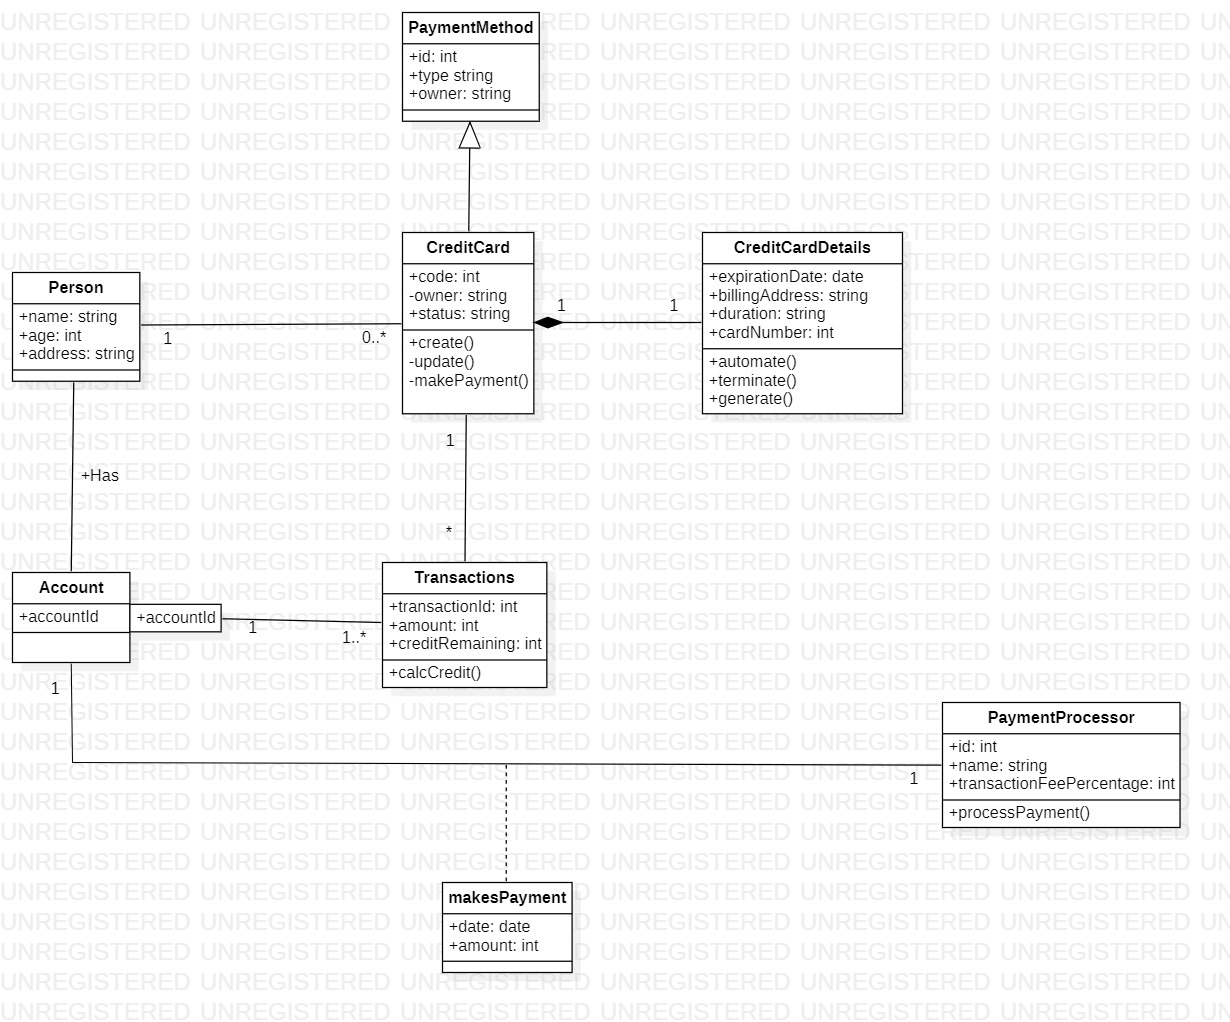 PaymentMethod
+id: int
+type string
+owner: string
CreditCard
+code: int
-owner: string
+status: string
+create()
-update()
-makePayment()
CreditCardDetails
+expirationDate: date
+billingAddress: string
+duration: string
+cardNumber: int
+automate()
+terminate()
+generate()
1
1
Person
+name: string
+age: int
+address: string
1
0..*
+Has
1
*
Account
+accountId
+accountId
1
1..*
Transactions
+transactionId: int
+amount: int
+creditRemaining: int
+calcCredit()
1
1
PaymentProcessor
+id: int
+name: string
+transactionFeePercentage: int
+processPayment()
makesPayment
+date: date
+amount: int
UNREGISTERED